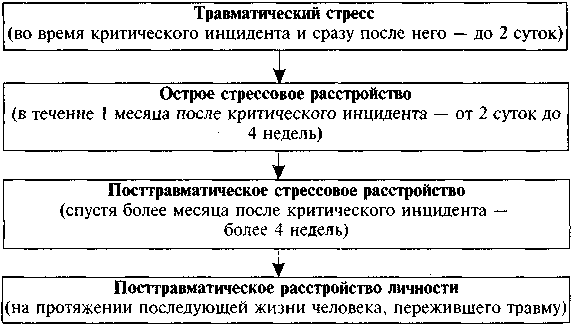 Травматический стресс
(во время критического инцидента и сразу после него — до 2 суток)
Острое стрессовое расстройство
(в течение 1 месяца после критического инцидента — от 2 суток до
4 недель)
Посттравматическое стрессовое расстройство
(спустя более месяца после критического инцидента —
более 4 недель)
Посттравматическое расстройство личности
(на протяжении последующей жизни человека, пережившего травму)